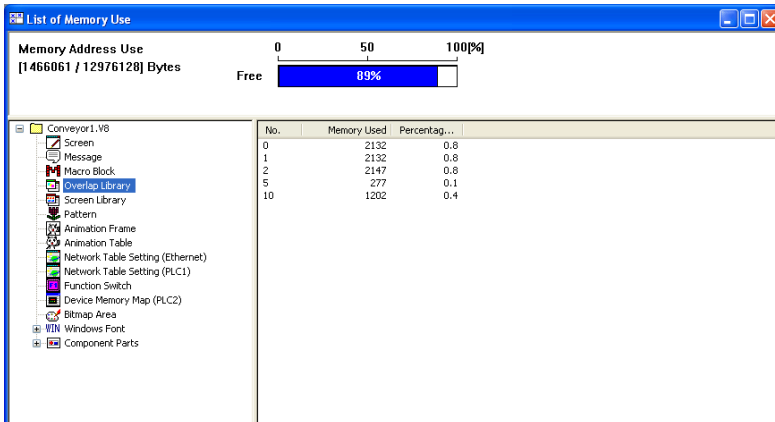 List of Memory Use
Memory Address Use
[1466061 / 12976128] Bytes
0 50 100[%]
Free 89%
Conveyor1.V8
Screen
Message
Macro Block
Overlap Library
Screen Library
Pattern
Animation Frame
Animation Table
Network Table Setting (Ethernet)
Network Table Setting (PLC1)
Function Switch
Device Memory Map (PLC2)
Bitmap Area
WIN Windows Font
Component Parts
No. Memory Used Percentag...
0 2132 0.8
1 2132 0.8
2 2147 0.8
5 277 0.1
10 1202 0.4